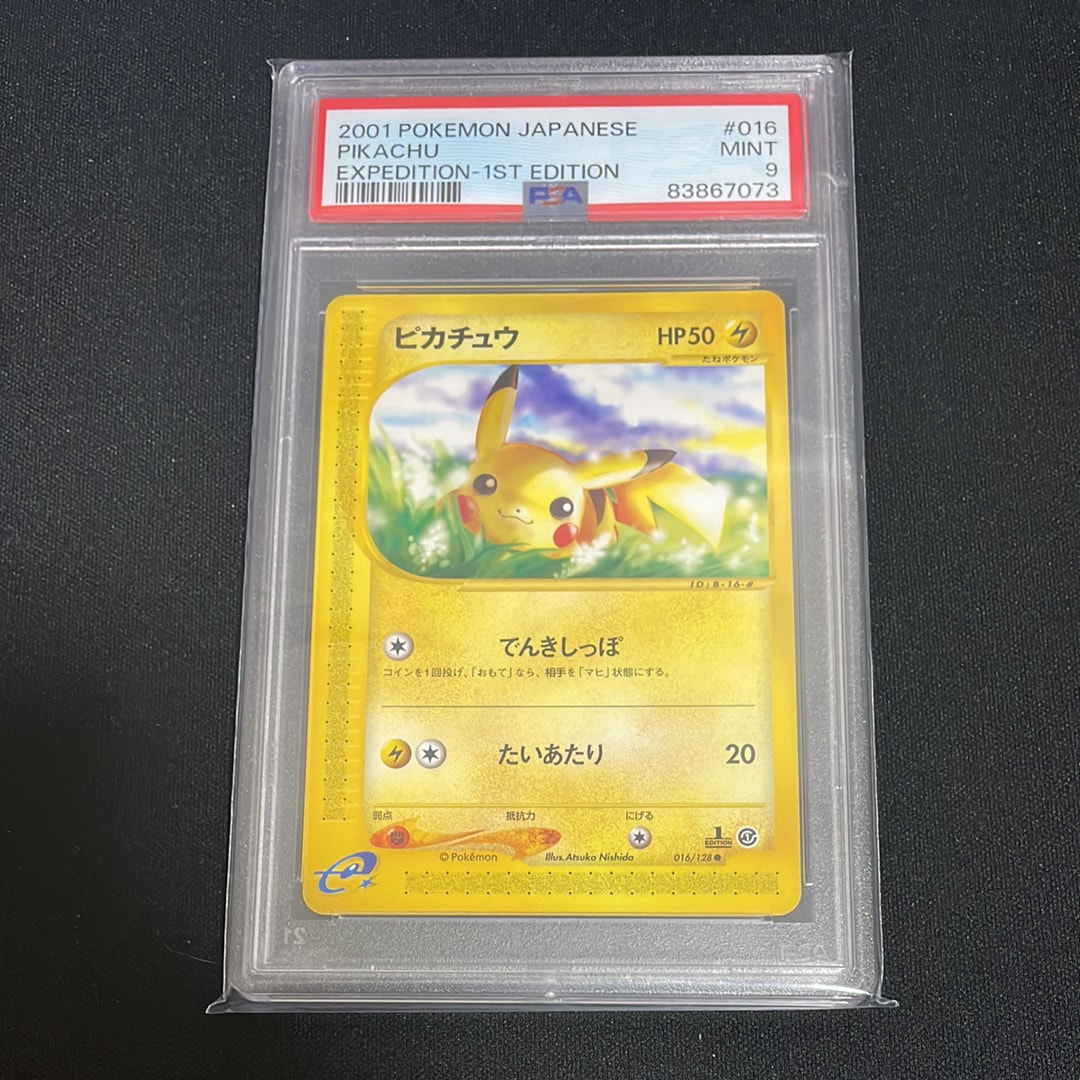 2001 POKEMON JAPANESE #016
PIKACHU MINT
EXPEDITION-1ST EDITION 9
PSA 83867073
ピカチュウ HP50
たねポケモン
ID:B-16-#
でんきしっぽ
コインを1回投げ、「おもて」なら、相手を「マヒ」状態にする。
たいあたり 20
弱点 抵抗力 にげる
1 EDITION
© Pokémon Illus.Atsuko Nishida 016/128 ●
e
21